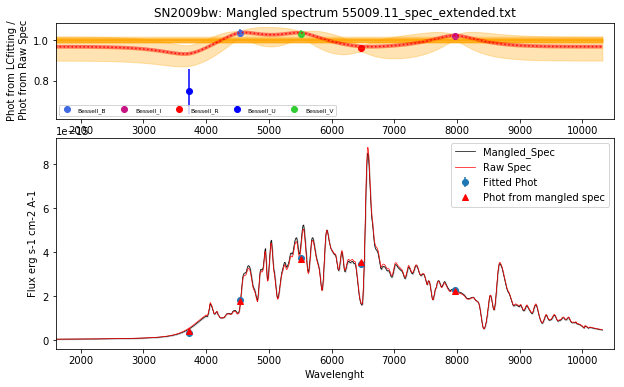 SN2009bw: Mangled spectrum 55009.11_spec_extended.txt
Phot from LCfitting /
Phot from Raw Spec
1.0
0.8
Bessell_B
Bessell_I
Bessell_R
Bessell_U
Bessell_V
2000 3000 4000 5000 6000 7000 8000 9000 10000
Flux erg s-1 cm-2 A-1
8
6
4
2
0
Mangled_Spec
Raw Spec
Fitted Phot
Phot from mangled spec
2000 3000 4000 5000 6000 7000 8000 9000 10000
Wavelenght